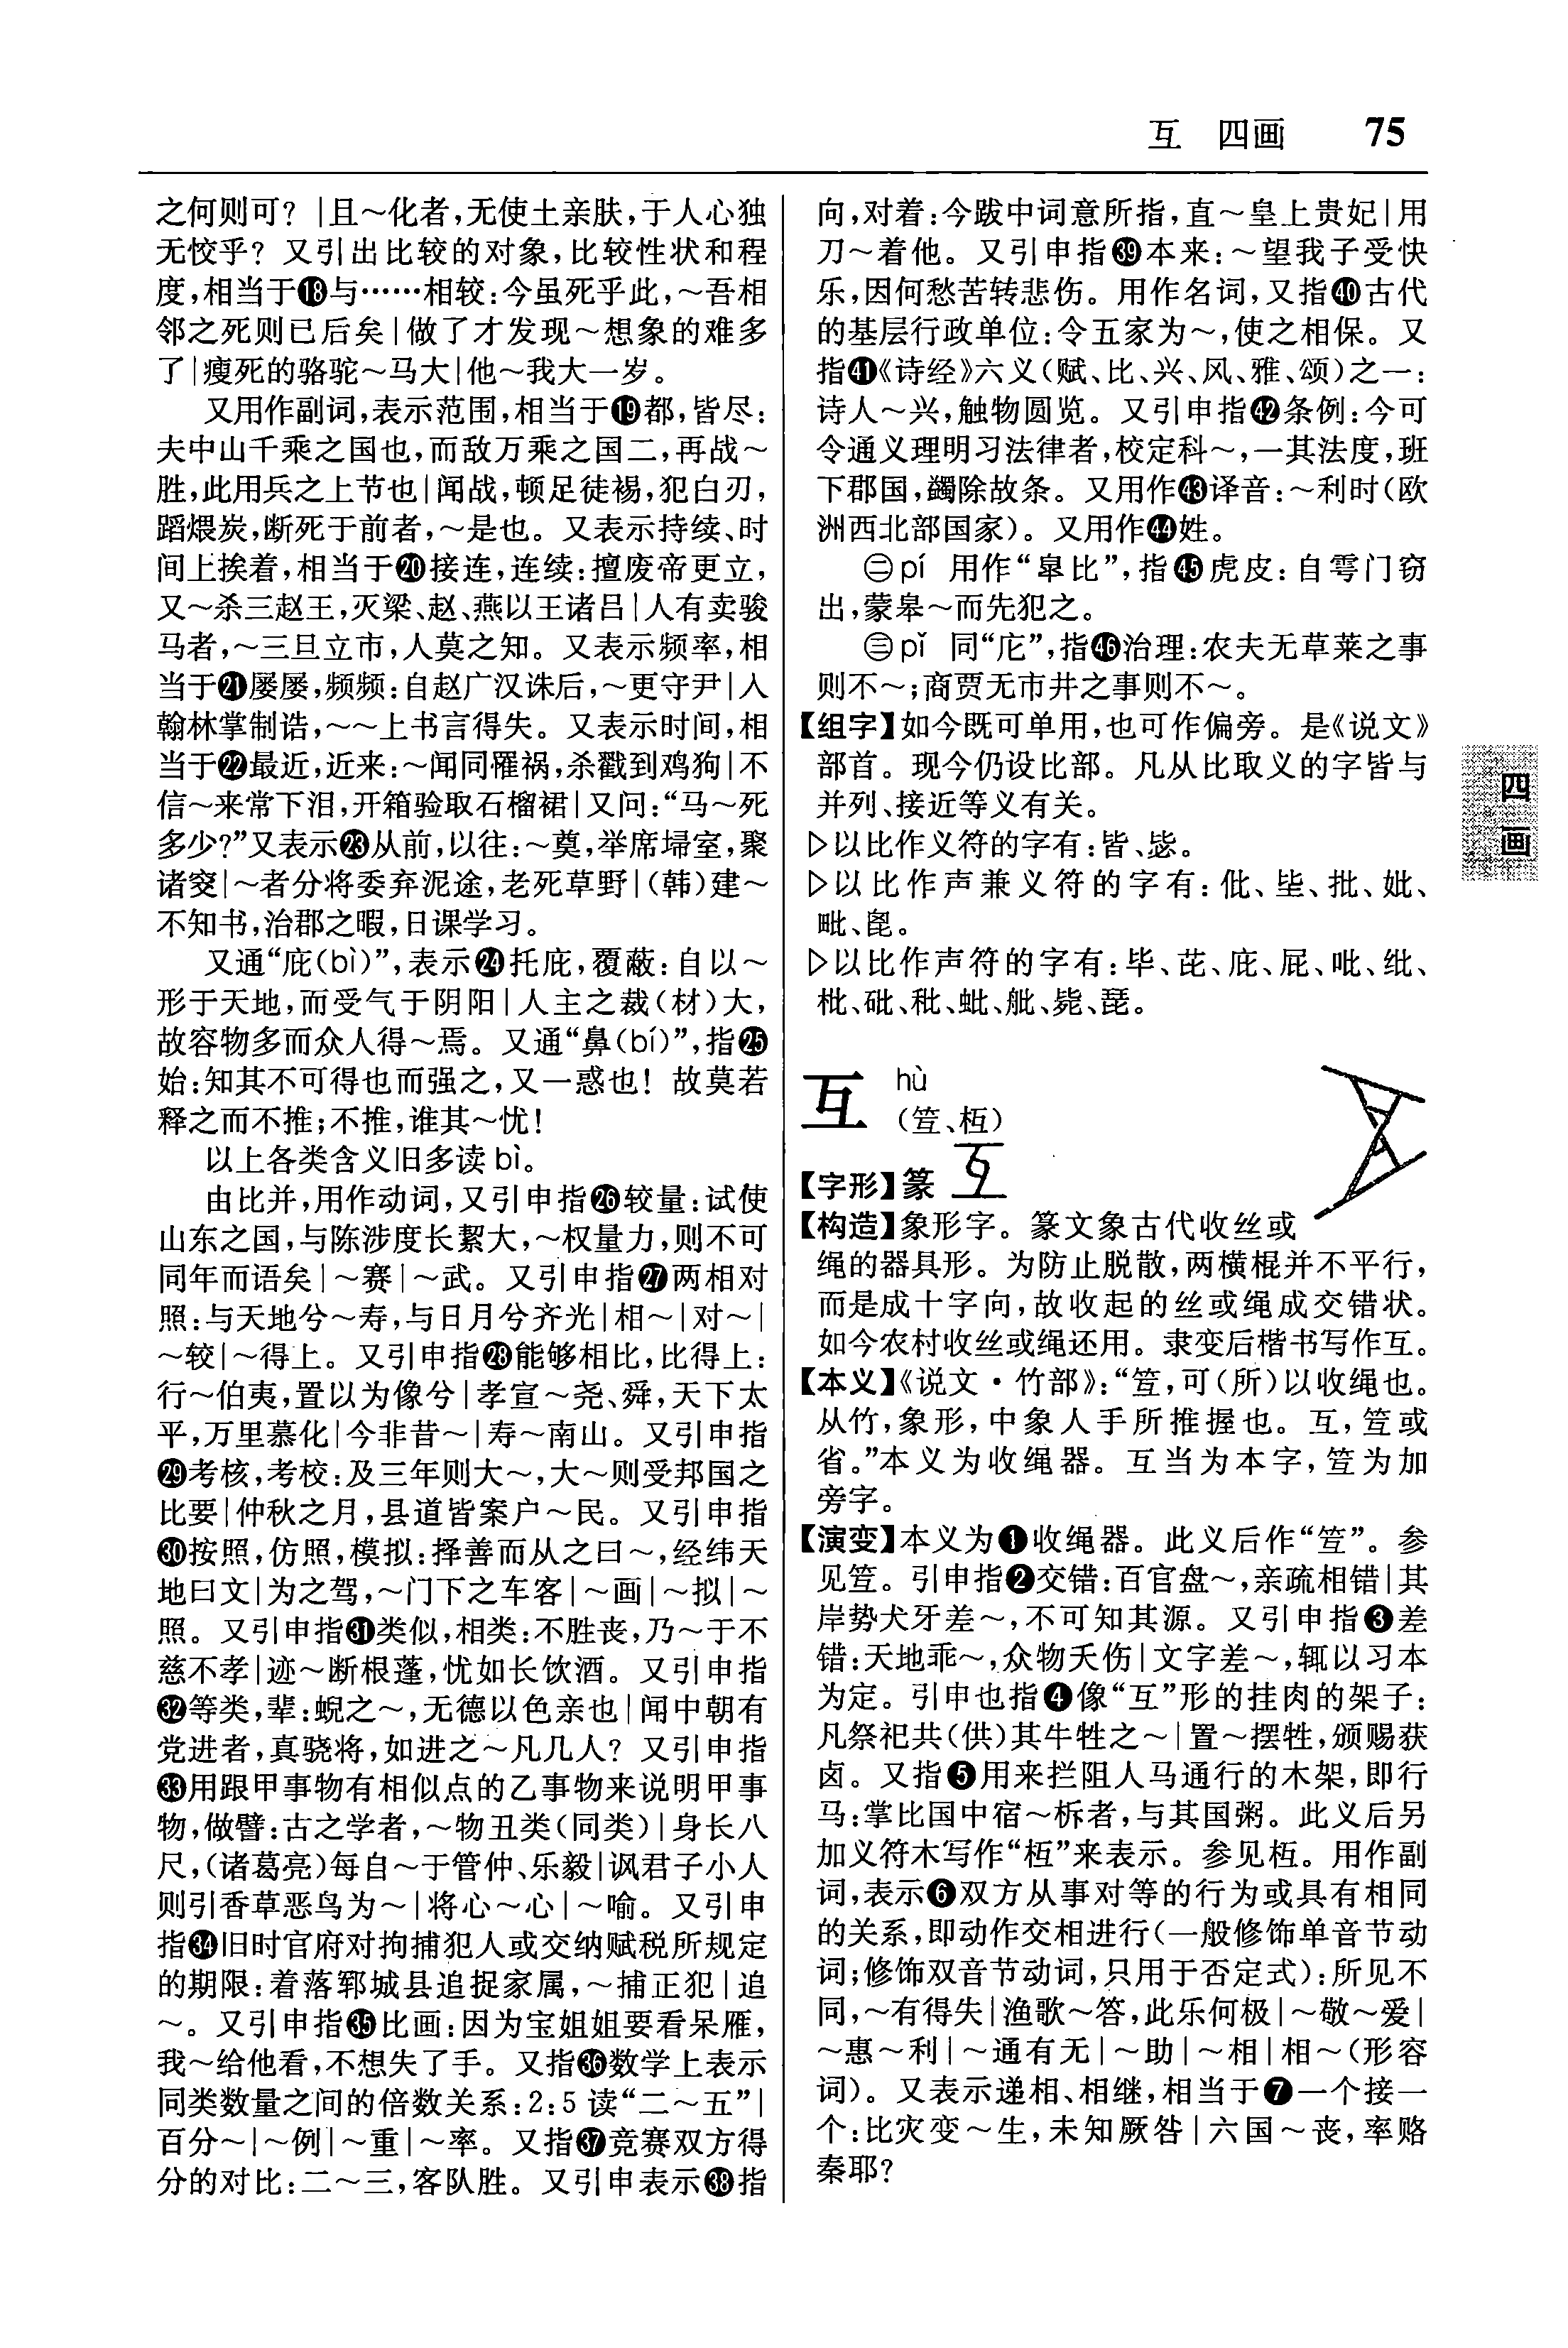 互 四画 75
之何则可？|且～化者，无使土亲肤，于人心独
无恔乎？又引出比较的对象，比较性状和程
度，相当于⓲与……相较：今虽死乎此，～吾相
邻之死则已后矣|做了才发现～想象的难多
了|瘦死的骆驼～马大|他～我大一岁。
又用作副词，表示范围，相当于⓳都，皆尽：
夫中山千乘之国也，而敌万乘之国二，再战～
胜，此用兵之上节也|闻战，顿足徒裼，犯白刃，
蹈煨炭，断死于前者，～是也。又表示持续、时
间上挨着，相当于⓴接连，连续：擅废帝更立，
又～杀三赵王，灭梁、赵、燕以王诸吕|人有卖骏
马者，～三旦立市，人莫之知。又表示频率，相
当于㉑屡屡，频频：自赵广汉诛后，～更守尹|入
翰林掌制诰，～～上书言得失。又表示时间，相
当于㉒最近，近来：～闻同罹祸，杀戮到鸡狗|不
信～来常下泪，开箱验取石榴裙|又问：“马～死
多少？”又表示㉓从前，以往：～奠，举席埽室，聚
诸窔|～者分将委弃泥途，老死草野|（韩）建～
不知书，治郡之暇，日课学习。
又通“庇（bì）”，表示㉔托庇，覆蔽：自以～
形于天地，而受气于阴阳|人主之裁（材）大，
故容物多而众人得～焉。又通“鼻（bí）”，指㉕
始：知其不可得也而强之，又一惑也！故莫若
释之而不推；不推，谁其～忧！
以上各类含义旧多读bì。
由比并，用作动词，又引申指㉖较量：试使
山东之国，与陈涉度长絜大，～权量力，则不可
同年而语矣|～赛|～武。又引申指㉗两相对
照：与天地兮～寿，与日月兮齐光|相～|对～|
～较|～得上。又引申指㉘能够相比，比得上：
行～伯夷，置以为像兮|孝宣～尧、舜，天下太
平，万里慕化|今非昔～|寿～南山。又引申指
㉙考核，考校：及三年则大～，大～则受邦国之
比要|仲秋之月，县道皆案户～民。又引申指
㉚按照，仿照，模拟：择善而从之曰～，经纬天
地曰文|为之驾，～门下之车客|～画|～拟|～
照。又引申指㉛类似，相类：不胜丧，乃～于不
慈不孝|迹～断根蓬，忧如长饮酒。又引申指
㉜等类，辈：蜺之～，无德以色亲也|闻中朝有
党进者，真骁将，如进之～凡几人？又引申指
㉝用跟甲事物有相似点的乙事物来说明甲事
物，做譬：古之学者，～物丑类（同类）|身长八
尺，（诸葛亮）每自～于管仲、乐毅|讽君子小人
则引香草恶鸟为～|将心～心|～喻。又引申
指㉞旧时官府对拘捕犯人或交纳赋税所规定
的期限：着落郓城县追捉家属，～捕正犯|追
～。又引申指㉟比画：因为宝姐姐要看呆雁，
我～给他看，不想失了手。又指㊱数学上表示
同类数量之间的倍数关系：2：5读“二～五”|
百分～|～例|～重|～率。又指㊲竞赛双方得
分的对比：二～三，客队胜。又引申表示㊳指
向，对着：今跋中词意所指，直～皇上贵妃|用
刀～着他。又引申指㊴本来：～望我子受快
乐，因何愁苦转悲伤。用作名词，又指㊵古代
的基层行政单位：令五家为～，使之相保。又
指㊶《诗经》六义（赋、比、兴、风、雅、颂）之一：
诗人～兴，触物圆览。又引申指㊷条例：今可
令通义理明习法律者，校定科～，一其法度，班
下郡国，蠲除故条。又用作㊸译音：～利时（欧
洲西北部国家）。又用作㊹姓。
㊁pí 用作“皋比”，指㊺虎皮：自雩门窃
出，蒙皋～而先犯之。
㊂pǐ 同“庀”，指㊻治理：农夫无草莱之事
则不～；商贾无市井之事则不～。
【组字】如今既可单用，也可作偏旁。是《说文》
部首。现今仍设比部。凡从比取义的字皆与
并列、接近等义有关。
▷以比作义符的字有：皆、毖。
▷以比作声兼义符的字有：仳、坒、批、妣、
毗、鬯。
▷以比作声符的字有：毕、芘、庇、屁、吡、纰、
枇、砒、秕、蚍、舭、毙、琵。
互 hù
（笠、枑）
【字形】篆
【构造】象形字。篆文象古代收丝或
绳的器具形。为防止脱散，两横棍并不平行，
而是成十字向，故收起的丝或绳成交错状。
如今农村收丝或绳还用。隶变后楷书写作互。
【本义】《说文·竹部》：“笠，可（所）以收绳也。
从竹，象形，中象人手所推握也。互，笠或
省。”本义为收绳器。互当为本字，笠为加
旁字。
【演变】本义为❶收绳器。此义后作“笠”。参
见笠。引申指❷交错：百官盘～，亲疏相错|其
岸势犬牙差～，不可知其源。又引申指❸差
错：天地乖～，众物夭伤|文字差～，辄以习本
为定。引申也指❹像“互”形的挂肉的架子：
凡祭祀共（供）其牛牲之～|置～摆牲，颁赐获
卤。又指❺用来拦阻人马通行的木架，即行
马：掌比国中宿～柝者，与其国粥。此义后另
加义符木写作“枑”来表示。参见枑。用作副
词，表示❻双方从事对等的行为或具有相同
的关系，即动作交相进行（一般修饰单音节动
词；修饰双音节动词，只用于否定式）：所见不
同，～有得失|渔歌～答，此乐何极|～敬～爱|
～惠～利|～通有无|～助|～相|相～（形容
词）。又表示递相、相继，相当于❼一个接一
个：比灾变～生，未知厥咎|六国～丧，率赂
秦耶？
四
画